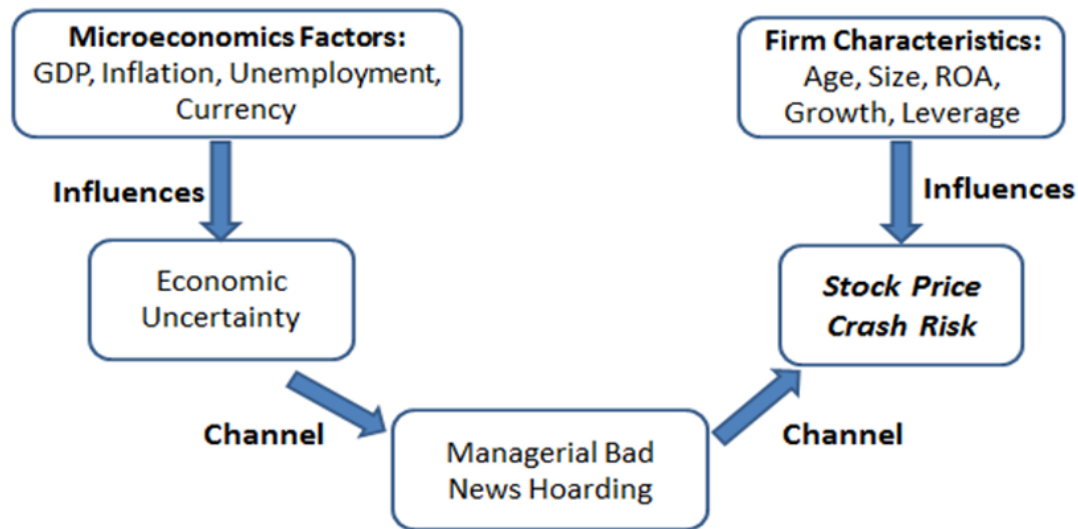 Microeconomics Factors:
GDP, Inflation, Unemployment,
Currency
Firm Characteristics:
Age, Size, ROA,
Growth, Leverage
Influences
Influences
Economic
Uncertainty
Stock Price
Crash Risk
Channel
Channel
Managerial Bad
News Hoarding